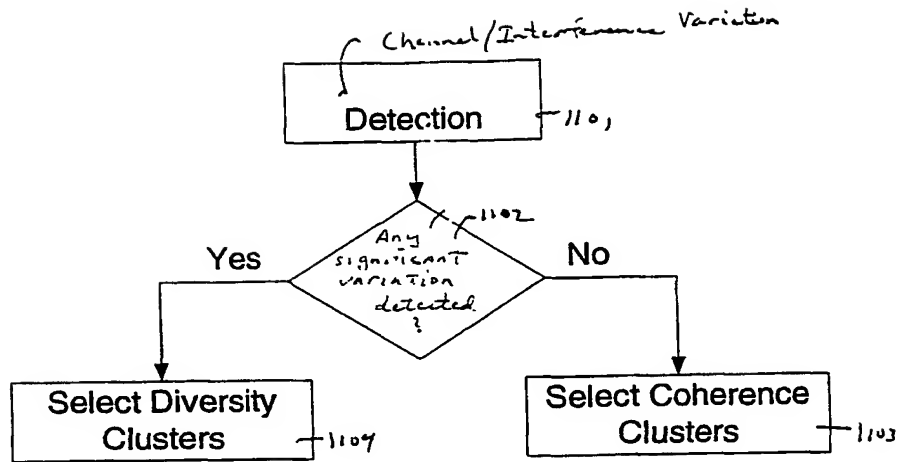 Channel/Interference Variation
Detection
1101
1102
Any
significant
variation
detected
?
Yes
No
Select Diversity
Clusters
1104
Select Coherence
Clusters
1103